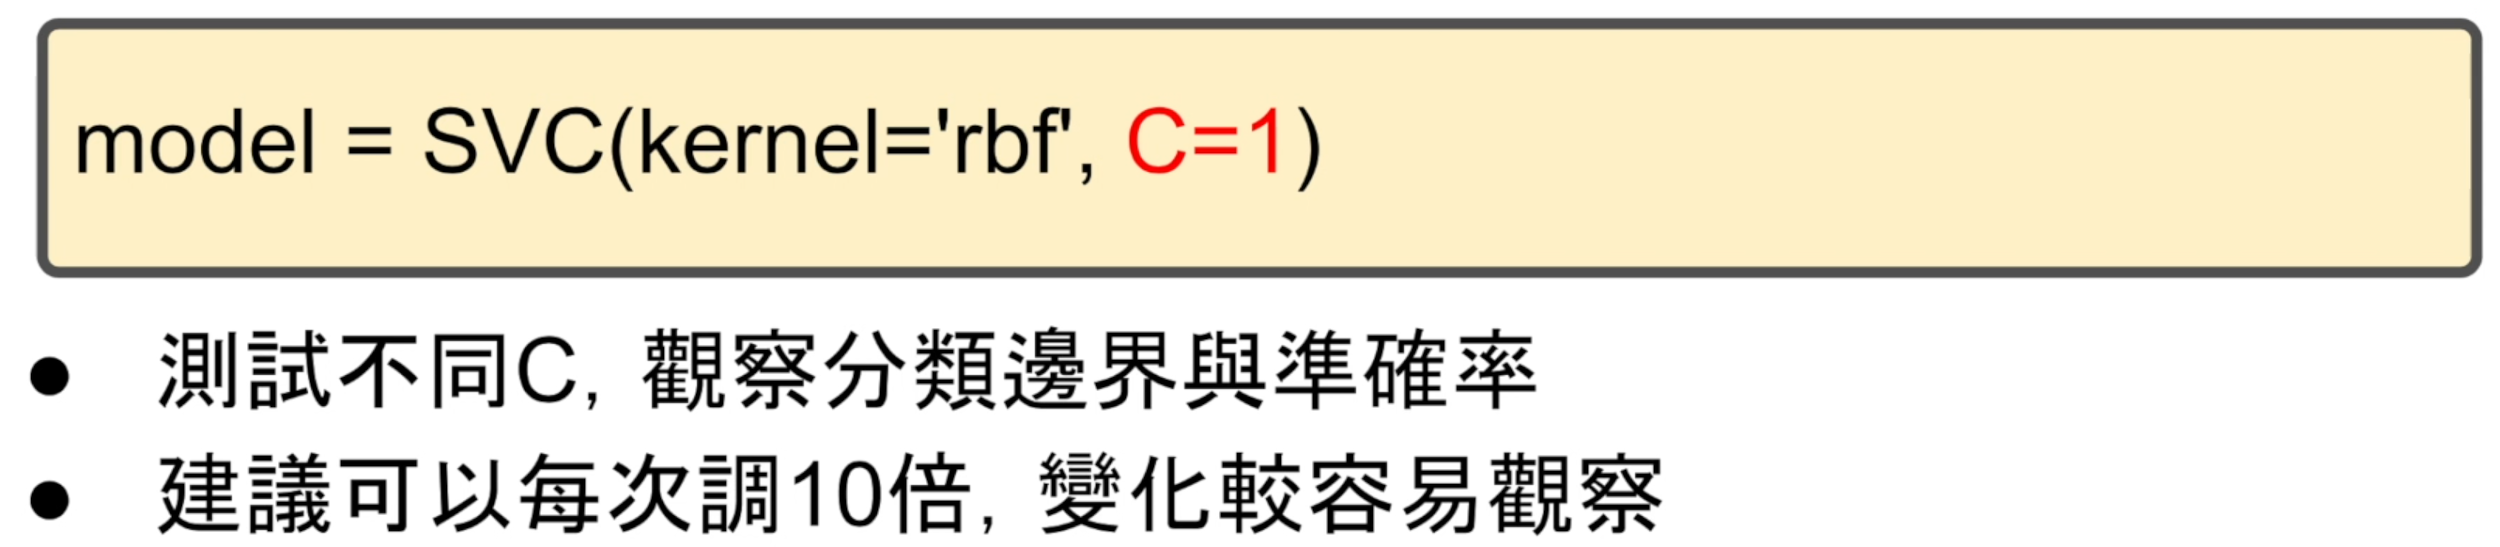 model = SVC(kernel='rbf', C=1)
● 測試不同C, 觀察分類邊界與準確率
● 建議可以每次調10倍, 變化較容易觀察